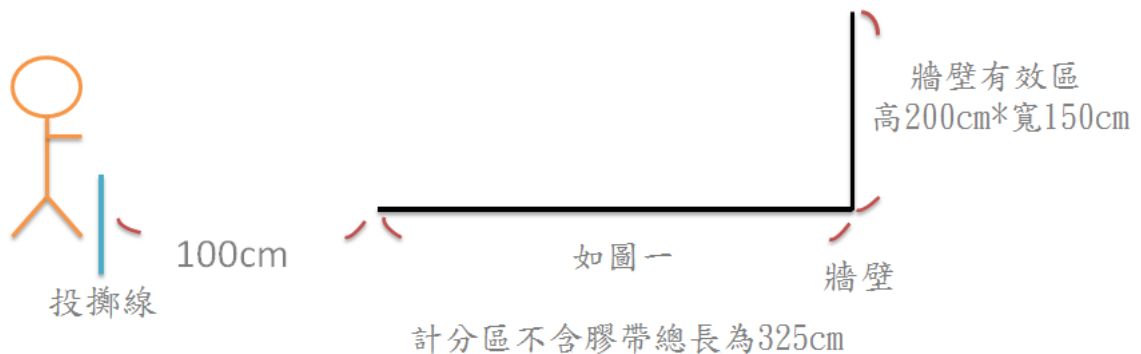 牆壁有效區
高200cm*寬150cm
100cm
如圖一
牆壁
投擲線
計分區不含膠帶總長為325cm